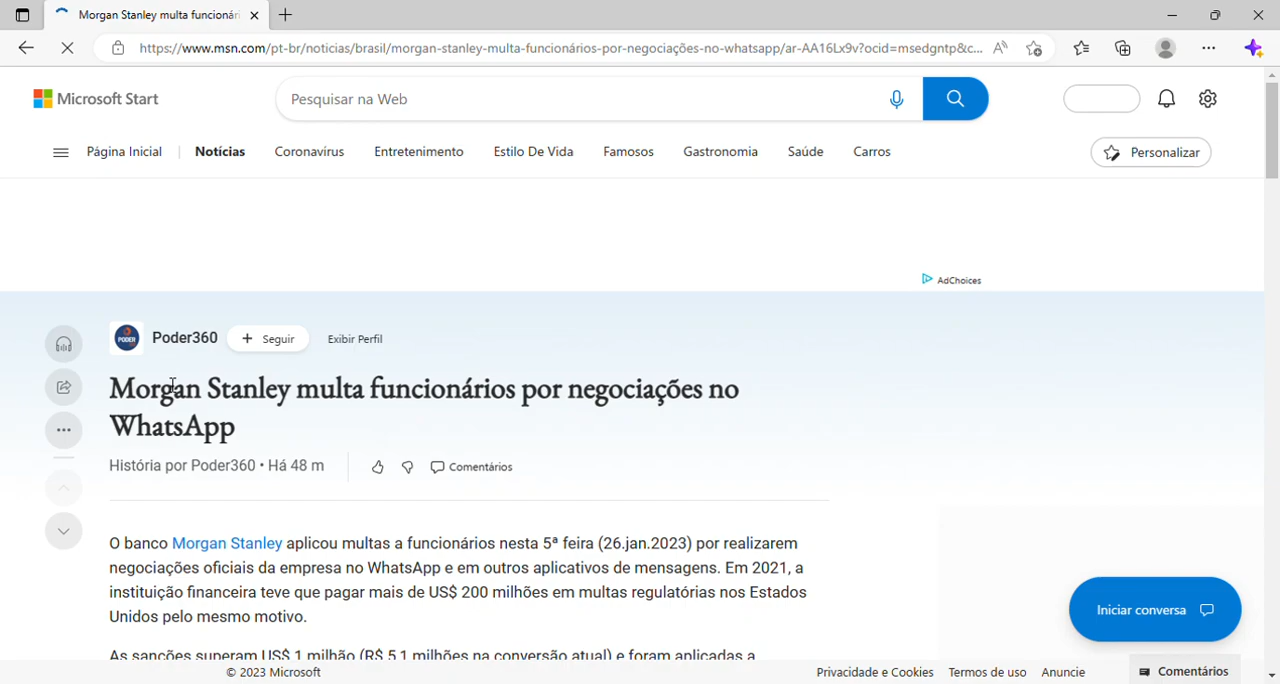 Morgan Stanley multa funcionári
https://www.msn.com/pt-br/noticias/brasil/morgan-stanley-multa-funcionários-por-negociações-no-whatsapp/ar-AA16Lx9v?ocid=msedgntp&c...
Microsoft Start
Pesquisar na Web
Página Inicial
Notícias
Coronavírus
Entretenimento
Estilo De Vida
Famosos
Gastronomia
Saúde
Carros
Personalizar
AdChoices
PODER
Poder360
+ Seguir
Exibir Perfil
Morgan Stanley multa funcionários por negociações no
WhatsApp
História por Poder360 • Há 48 m
Comentários
O banco Morgan Stanley aplicou multas a funcionários nesta 5ª feira (26.jan.2023) por realizarem
negociações oficiais da empresa no WhatsApp e em outros aplicativos de mensagens. Em 2021, a
instituição financeira teve que pagar mais de US$ 200 milhões em multas regulatórias nos Estados
Unidos pelo mesmo motivo.
As sanções superam US$ 1 milhão (R$ 5,1 milhões na conversão atual) e foram aplicadas a
Iniciar conversa
© 2023 Microsoft
Privacidade e Cookies
Termos de uso
Anuncie
Comentários